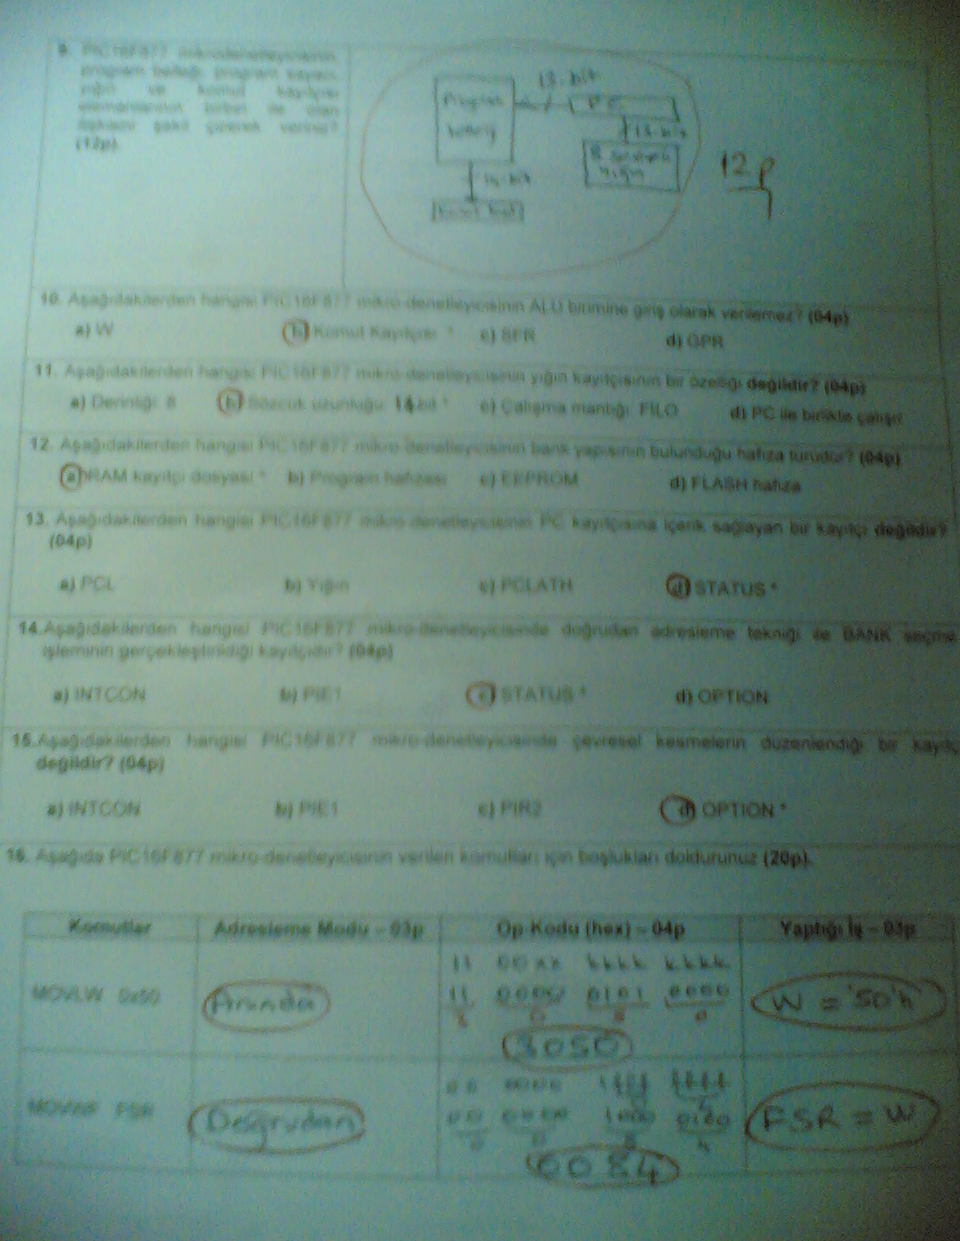 9. PIC16F877 mikrodenetleyicisinin
program belleği, program sayacı,
yığın ve komut kayıtçısı
elemanlarının birbiri ile olan
ilişkisini şekil çizerek veriniz?
(12p).
13-bit
Program
PC
13-bit
14-bit
12p
10. Aşağıdakilerden hangisi PIC16F877 mikro-denetleyicisinin ALU birimine giriş olarak verilemez? (04p)
a) W b) Komut Kayıtçısı * c) SFR d) GPR
11. Aşağıdakilerden hangisi PIC16F877 mikro-denetleyicisinin yığın kayıtçısının bir özelliği değildir? (04p)
a) Derinliği: 8 b) Sözcük uzunluğu: 14 bit * c) Çalışma mantığı: FILO d) PC ile birlikte çalışır
12. Aşağıdakilerden hangisi PIC16F877 mikro-denetleyicisinin bank yapısının bulunduğu hafıza türüdür? (04p)
a) RAM kayıtçı dosyası * b) Program hafızası c) EEPROM d) FLASH hafıza
13. Aşağıdakilerden hangisi PIC16F877 mikro-denetleyicisinin PC kayıtçısına içerik sağlayan bir kayıtçı değildir?
(04p)
a) PCL b) Yığın c) PCLATH d) STATUS *
14.Aşağıdakilerden hangisi PIC16F877 mikro-denetleyicisinde doğrudan adresleme tekniği ile BANK seçme
işleminin gerçekleştirildiği kayıtçıdır? (04p)
a) INTCON b) PIE1 c) STATUS * d) OPTION
15.Aşağıdakilerden hangisi PIC16F877 mikro-denetleyicisinde çevresel kesmelerin düzenlendiği bir kayıtç
değildir? (04p)
a) INTCON b) PIE1 c) PIR2 d) OPTION *
16. Aşağıda PIC16F877 mikro-denetleyicisinin verilen komutları için boşlukları doldurunuz (20p).
Komutlar Adresleme Modu – 03p Op-Kodu (hex) – 04p Yaptığı İş – 03p
11 00xx kkkk kkkk
MOVLW 0x50 Anında 11 0000 0101 0000 W = '50'h
3 0 5 0
3050
00 0000 1fff ffff
MOVWF FSR Doğrudan 00 0000 1000 0100 FSR = W
0 0 8 4
0084